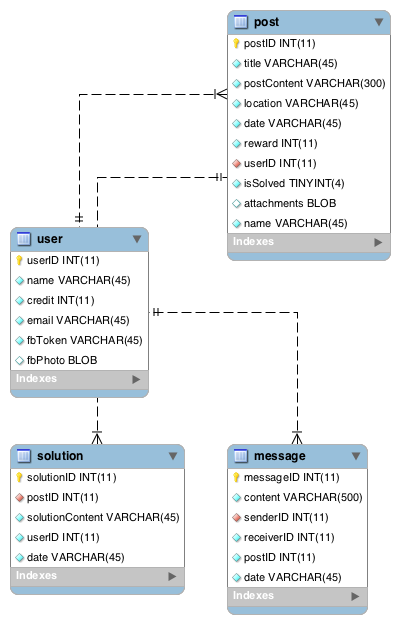 post
postID INT(11)
title VARCHAR(45)
postContent VARCHAR(300)
location VARCHAR(45)
date VARCHAR(45)
reward INT(11)
userID INT(11)
isSolved TINYINT(4)
attachments BLOB
name VARCHAR(45)
Indexes
user
userID INT(11)
name VARCHAR(45)
credit INT(11)
email VARCHAR(45)
fbToken VARCHAR(45)
fbPhoto BLOB
Indexes
solution
solutionID INT(11)
postID INT(11)
solutionContent VARCHAR(45)
userID INT(11)
date VARCHAR(45)
Indexes
message
messageID INT(11)
content VARCHAR(500)
senderID INT(11)
receiverID INT(11)
postID INT(11)
date VARCHAR(45)
Indexes